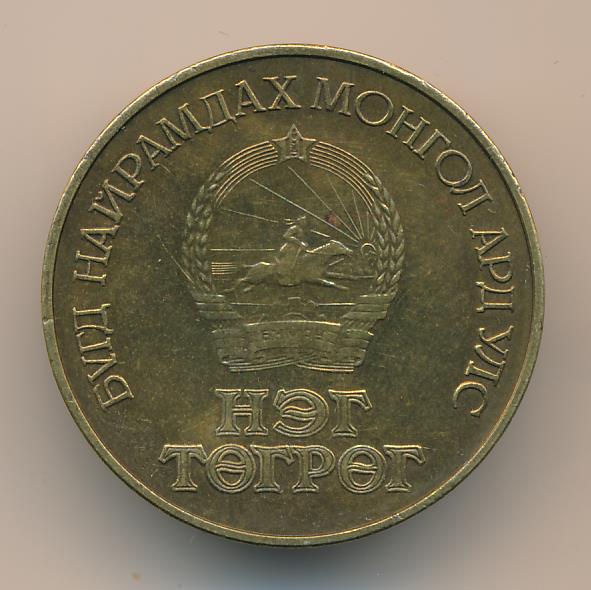 БҮГД НАЙРАМДАХ МОНГОЛ АРД УЛС
НЭГ
ТӨГРӨГ